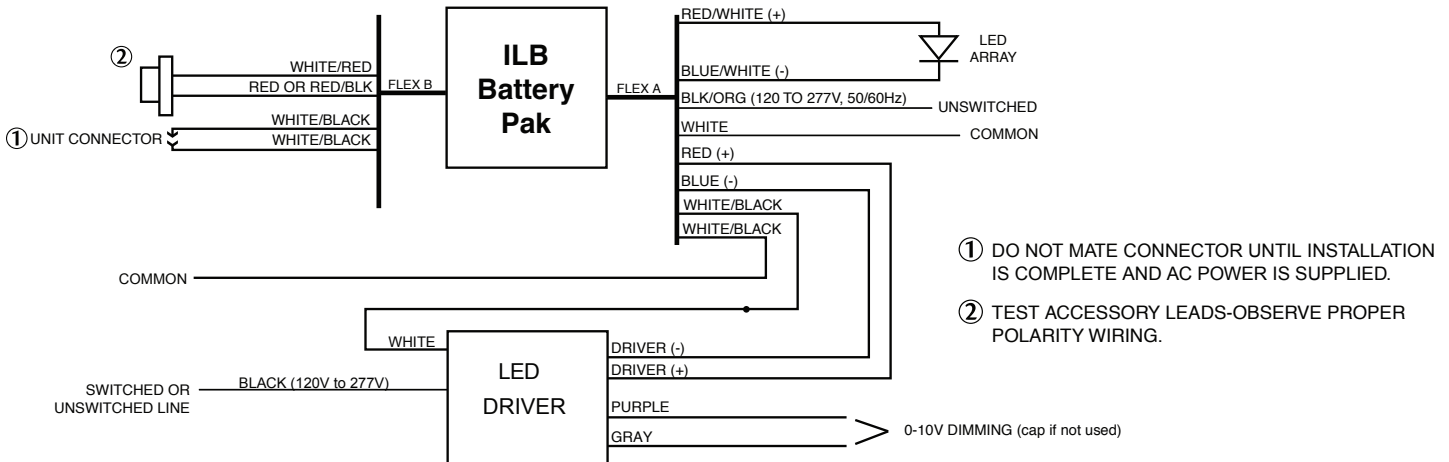 ②
WHITE/RED
RED OR RED/BLK
① UNIT CONNECTOR
WHITE/BLACK
WHITE/BLACK
FLEX B
ILB
Battery
Pak
FLEX A
RED/WHITE (+)
LED
ARRAY
BLUE/WHITE (-)
BLK/ORG (120 TO 277V, 50/60Hz)
UNSWITCHED
WHITE
COMMON
RED (+)
BLUE (-)
WHITE/BLACK
WHITE/BLACK
COMMON
WHITE
SWITCHED OR
UNSWITCHED LINE
BLACK (120V to 277V)
LED
DRIVER
DRIVER (-)
DRIVER (+)
PURPLE
GRAY
0-10V DIMMING (cap if not used)
① DO NOT MATE CONNECTOR UNTIL INSTALLATION
IS COMPLETE AND AC POWER IS SUPPLIED.
② TEST ACCESSORY LEADS-OBSERVE PROPER
POLARITY WIRING.